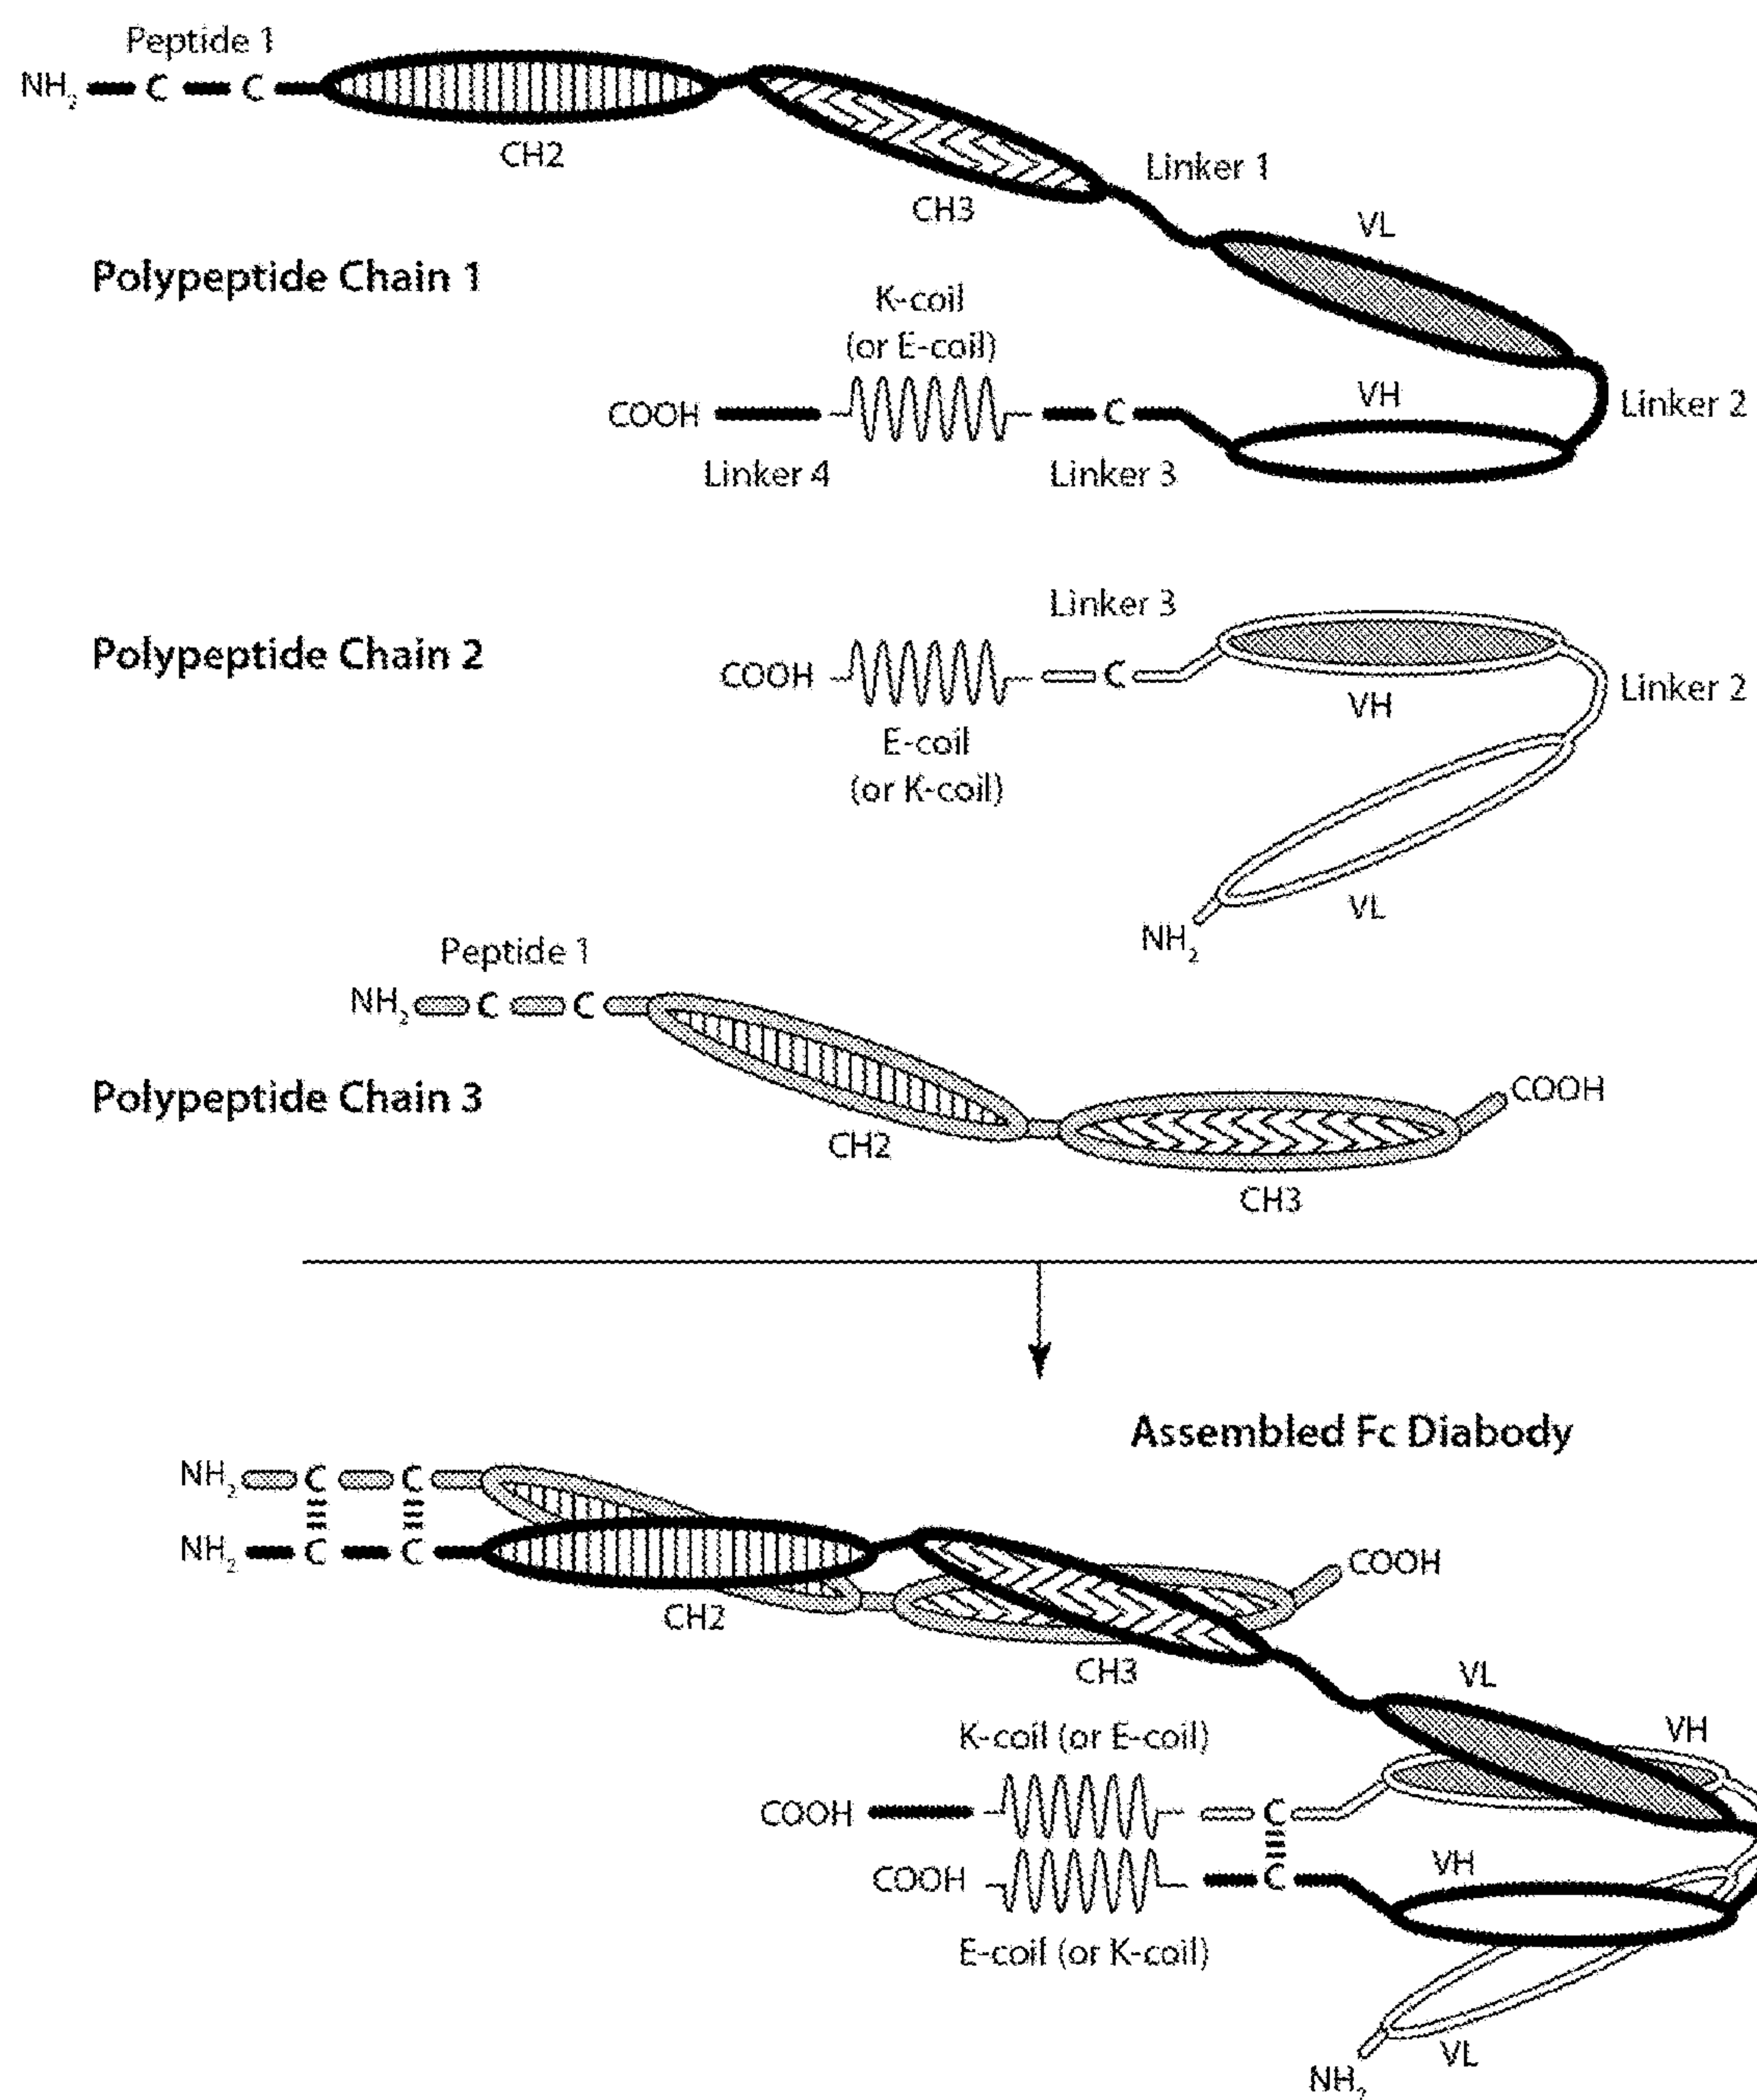 Peptide 1
NH2 C C
CH2
CH3
Linker 1
VL
Polypeptide Chain 1
K-coil
(or E-coil)
VH
COOH C
Linker 2
Linker 4 Linker 3
Linker 3
Polypeptide Chain 2
COOH C
Linker 2
VH
E-coil
(or K-coil)
VL
NH2
Peptide 1
NH2 C C
Polypeptide Chain 3
COOH
CH2
CH3
Assembled Fc Diabody
NH2 C C
NH2 C C
COOH
CH2
CH3
VL
VH
K-coil (or E-coil)
COOH C
VH
COOH C
E-coil (or K-coil)
VL
NH2